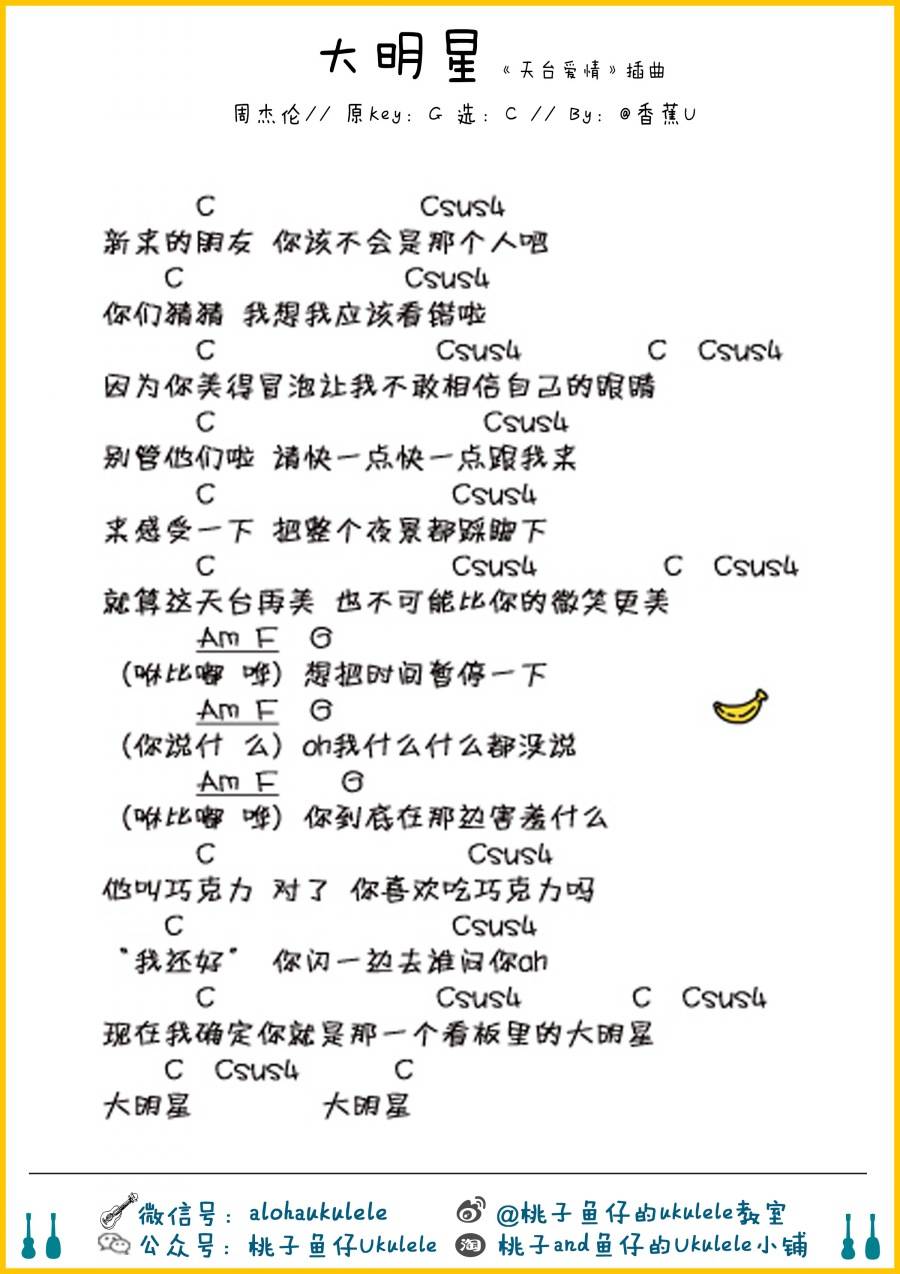 大明星 《天台爱情》插曲
周杰伦// 原Key: G 选: C // By: @香蕉U
C Csus4
新来的朋友 你该不会是那个人吧
C Csus4
你们猜猜 我想我应该看错啦
C Csus4 C Csus4
因为你美得冒泡让我不敢相信自己的眼睛
C Csus4
别管他们啦 请快一点快一点跟我来
C Csus4
来感受一下 把整个夜景都踩脚下
C Csus4 C Csus4
就算这天台再美 也不可能比你的微笑更美
Am F G
(咻比嘟 哗) 想把时间暂停一下
Am F G
(你说什 么) oh我什么什么都没说
Am F G
(咻比嘟 哗) 你到底在那边害羞什么
C Csus4
他叫巧克力 对了 你喜欢吃巧克力吗
C Csus4
“我还好” 你闪一边去谁问你ah
C Csus4 C Csus4
现在我确定你就是那一个看板里的大明星
C Csus4 C
大明星 大明星
微信号: alohaukulele @桃子鱼仔的ukulele教室
公众号: 桃子鱼仔Ukulele 淘 桃子and鱼仔的Ukulele小铺